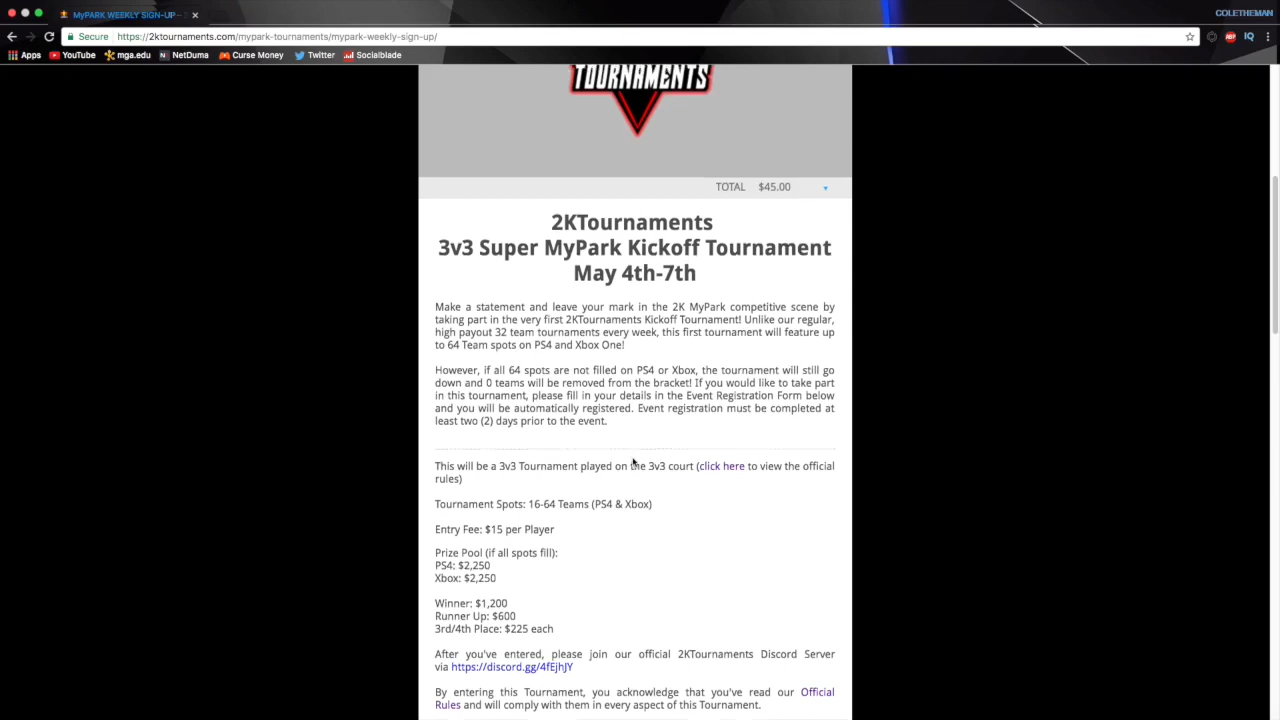 MyPARK WEEKLY SIGN-UP –
COLETHEMAN
Secure https://2ktournaments.com/mypark-tournaments/mypark-weekly-sign-up/
ABP
IQ
Apps YouTube mga.edu NetDuma Curse Money Twitter Socialblade
TOURNAMENTS
TOTAL $45.00
2KTournaments
3v3 Super MyPark Kickoff Tournament
May 4th-7th
Make a statement and leave your mark in the 2K MyPark competitive scene by
taking part in the very first 2KTournaments Kickoff Tournament! Unlike our regular,
high payout 32 team tournaments every week, this first tournament will feature up
to 64 Team spots on PS4 and Xbox One!
However, if all 64 spots are not filled on PS4 or Xbox, the tournament will still go
down and 0 teams will be removed from the bracket! If you would like to take part
in this tournament, please fill in your details in the Event Registration Form below
and you will be automatically registered. Event registration must be completed at
least two (2) days prior to the event.
This will be a 3v3 Tournament played on the 3v3 court (click here to view the official
rules)
Tournament Spots: 16-64 Teams (PS4 & Xbox)
Entry Fee: $15 per Player
Prize Pool (if all spots fill):
PS4: $2,250
Xbox: $2,250
Winner: $1,200
Runner Up: $600
3rd/4th Place: $225 each
After you've entered, please join our official 2KTournaments Discord Server
via https://discord.gg/4fEjhJY
By entering this Tournament, you acknowledge that you've read our Official
Rules and will comply with them in every aspect of this Tournament.